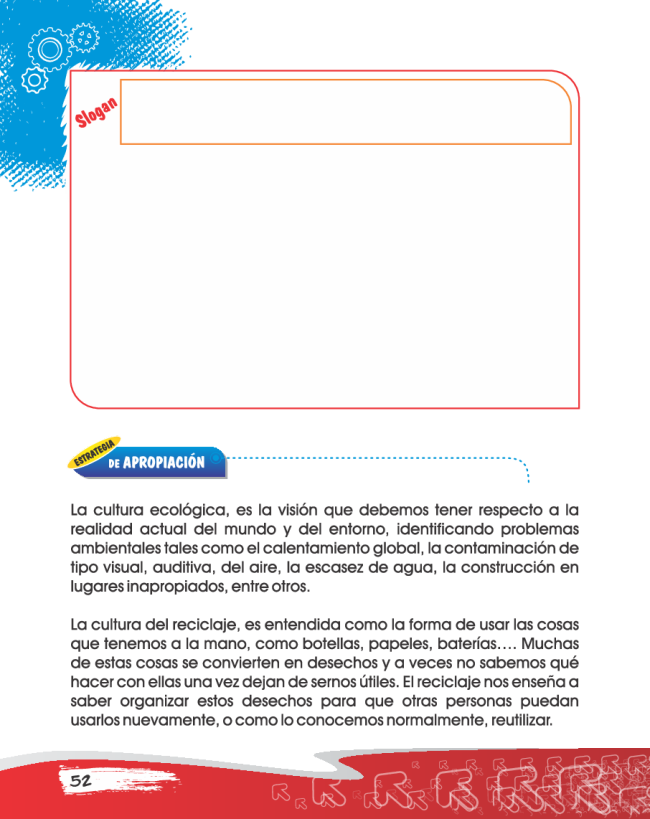 Slogan
ESTRATEGIA
DE APROPIACIÓN
La cultura ecológica, es la visión que debemos tener respecto a la
realidad actual del mundo y del entorno, identificando problemas
ambientales tales como el calentamiento global, la contaminación de
tipo visual, auditiva, del aire, la escasez de agua, la construcción en
lugares inapropiados, entre otros.
La cultura del reciclaje, es entendida como la forma de usar las cosas
que tenemos a la mano, como botellas, papeles, baterías…. Muchas
de estas cosas se convierten en desechos y a veces no sabemos qué
hacer con ellas una vez dejan de sernos útiles. El reciclaje nos enseña a
saber organizar estos desechos para que otras personas puedan
usarlos nuevamente, o como lo conocemos normalmente, reutilizar.
52